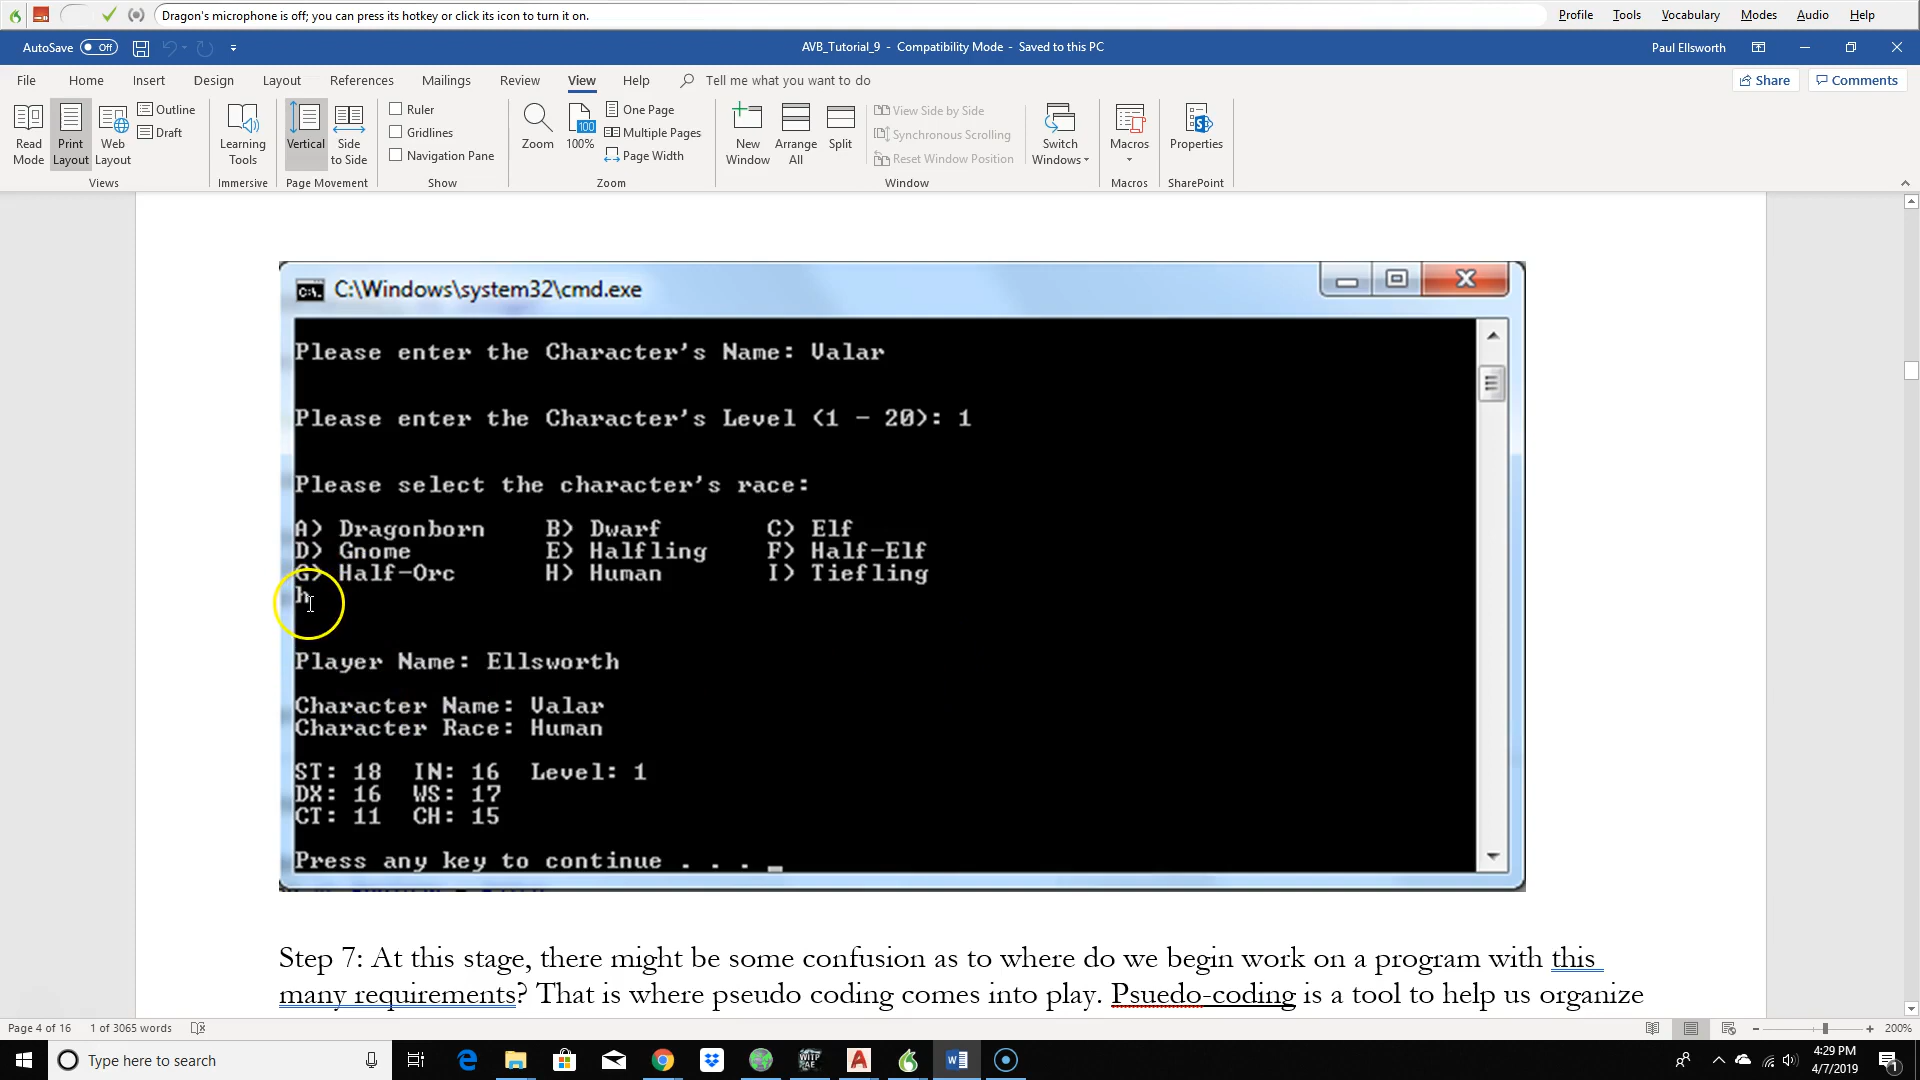 Dragon's microphone is off; you can press its hotkey or click its icon to turn it on.
Profile Tools Vocabulary Modes Audio Help
AutoSave Off
AVB_Tutorial_9 - Compatibility Mode - Saved to this PC
Paul Ellsworth
File Home Insert Design Layout References Mailings Review View Help Tell me what you want to do
Share Comments
Read Mode
Print Layout
Web Layout
Outline
Draft
Views
Learning Tools
Immersive
Vertical
Side to Side
Page Movement
Ruler
Gridlines
Navigation Pane
Show
Zoom
100
100%
One Page
Multiple Pages
Page Width
Zoom
New Window
Arrange All
Split
View Side by Side
Synchronous Scrolling
Reset Window Position
Switch Windows
Window
Macros
Macros
Properties
SharePoint
C:\Windows\system32\cmd.exe
Please enter the Character's Name: Valar
Please enter the Character's Level (1 - 20): 1
Please select the character's race:
A) Dragonborn B) Dwarf C) Elf
D) Gnome E) Halfling F) Half-Elf
G) Half-Orc H) Human I) Tiefling
h
Player Name: Ellsworth
Character Name: Valar
Character Race: Human
ST: 18 IN: 16 Level: 1
DX: 16 WS: 17
CT: 11 CH: 15
Press any key to continue . . . _
Step 7: At this stage, there might be some confusion as to where do we begin work on a program with this
many requirements? That is where pseudo coding comes into play. Psuedo-coding is a tool to help us organize
Page 4 of 16 1 of 3065 words
200%
Type here to search
4:29 PM
4/7/2019